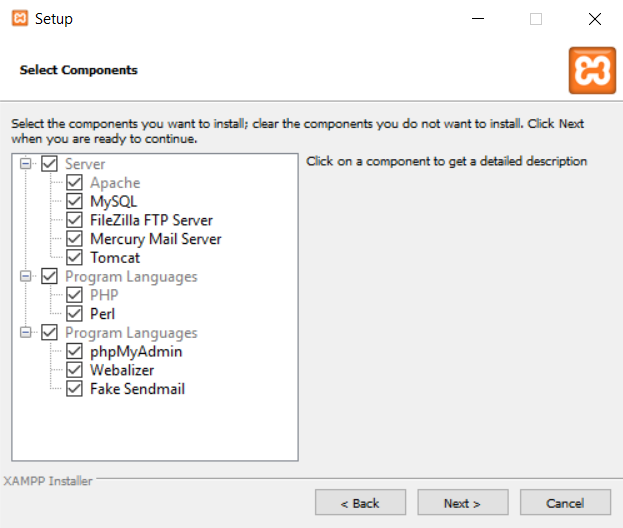 Setup
Select Components
Select the components you want to install; clear the components you do not want to install. Click Next
when you are ready to continue.
Server
Apache
MySQL
FileZilla FTP Server
Mercury Mail Server
Tomcat
Program Languages
PHP
Perl
Program Languages
phpMyAdmin
Webalizer
Fake Sendmail
Click on a component to get a detailed description
XAMPP Installer
< Back
Next >
Cancel